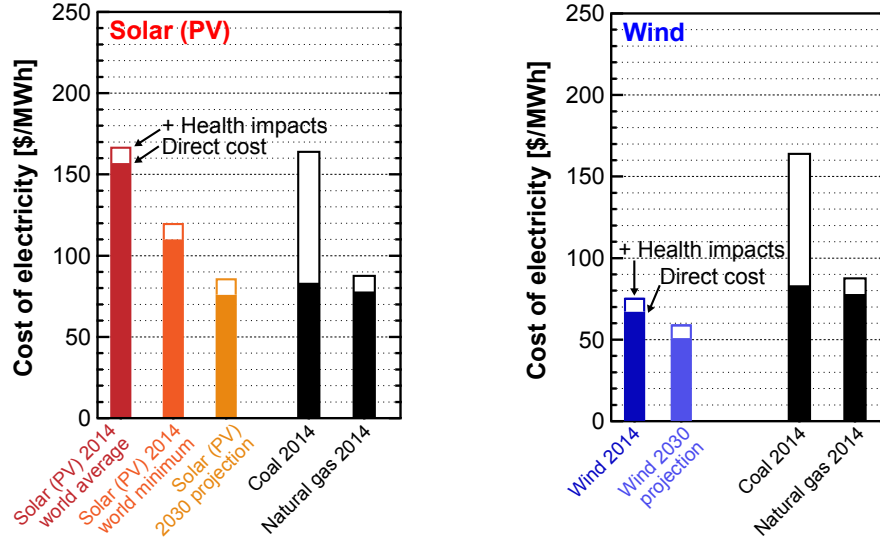 Solar (PV)
Cost of electricity [$/MWh]
250
200
150
100
50
0
+ Health impacts
Direct cost
Solar (PV) 2014
world average
Solar (PV) 2014
world minimum
Solar (PV)
2030 projection
Coal 2014
Natural gas 2014
Wind
Cost of electricity [$/MWh]
250
200
150
100
50
0
+ Health impacts
Direct cost
Wind 2014
Wind 2030
projection
Coal 2014
Natural gas 2014